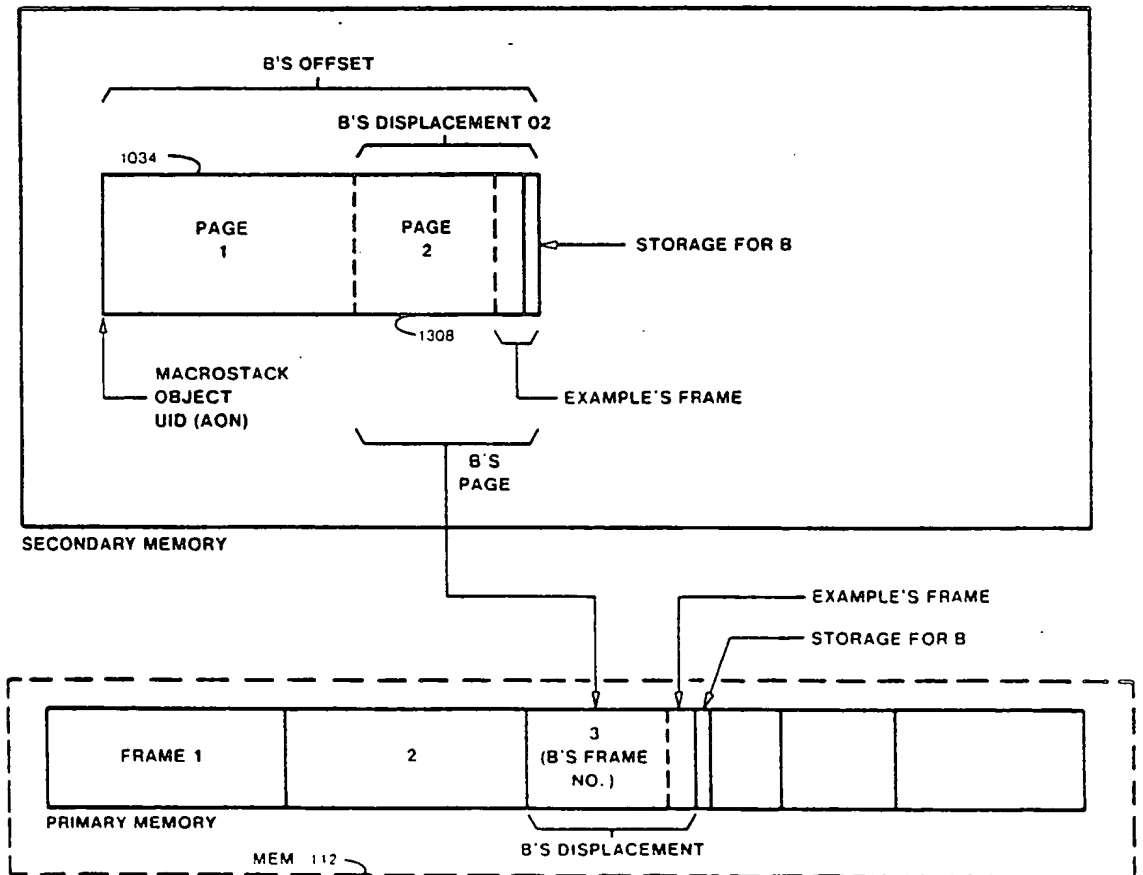 B'S OFFSET
B'S DISPLACEMENT 02
1034
PAGE
1
PAGE
2
STORAGE FOR B
1308
MACROSTACK
OBJECT
UID (AON)
EXAMPLE'S FRAME
B'S
PAGE
SECONDARY MEMORY
EXAMPLE'S FRAME
STORAGE FOR B
FRAME 1
2
3
(B'S FRAME
NO.)
PRIMARY MEMORY
B'S DISPLACEMENT
MEM 112